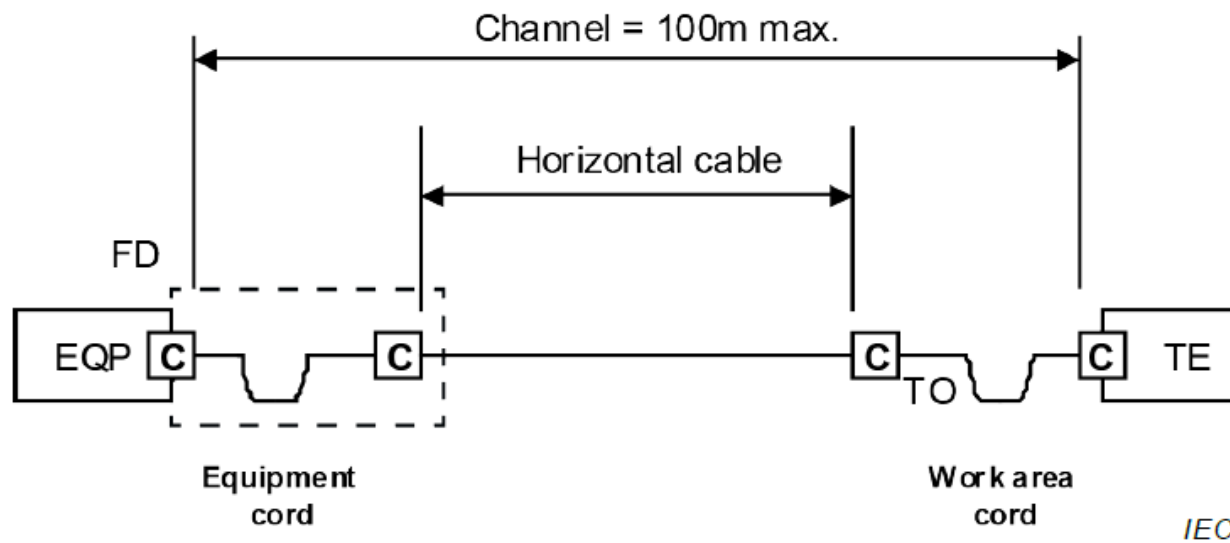 Channel = 100m max.
Horizontal cable
FD
EQP C C C C TE
TO
Equipment
cord
Work area
cord
IEC